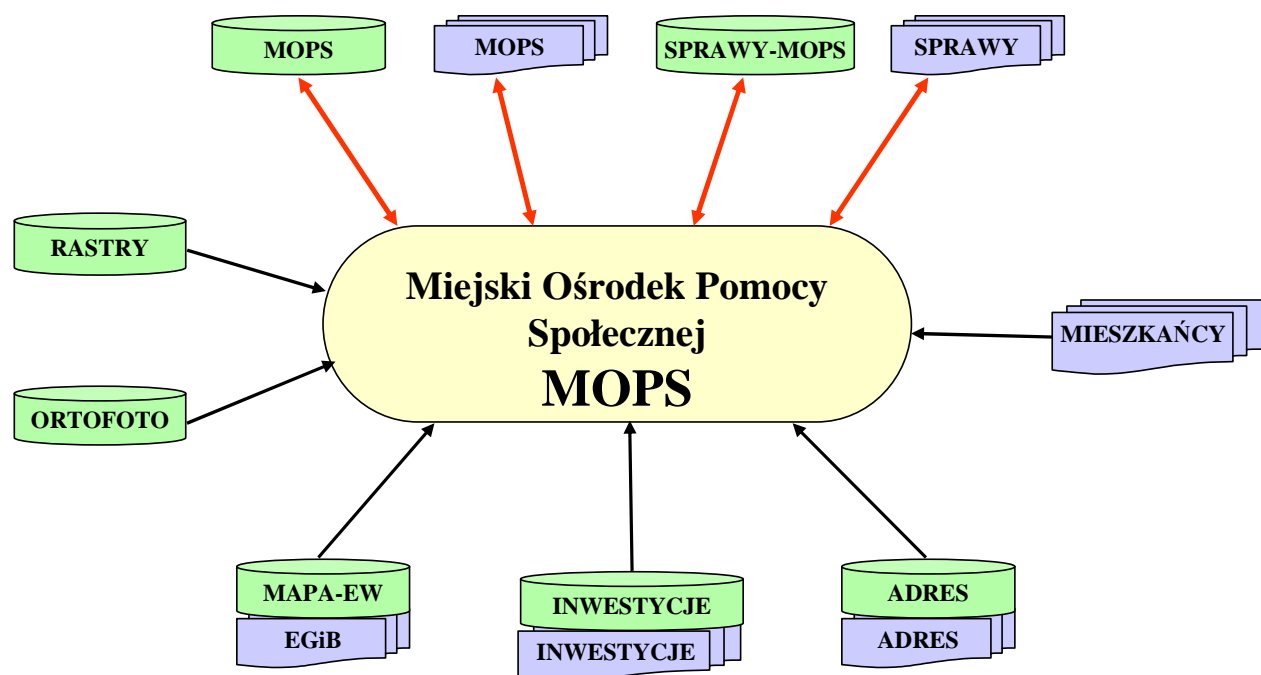 MOPS
MOPS
SPRAWY-MOPS
SPRAWY
RASTRY
Miejski Ośrodek Pomocy
Społecznej
MOPS
MIESZKAŃCY
ORTOFOTO
MAPA-EW
EGiB
INWESTYCJE
INWESTYCJE
ADRES
ADRES